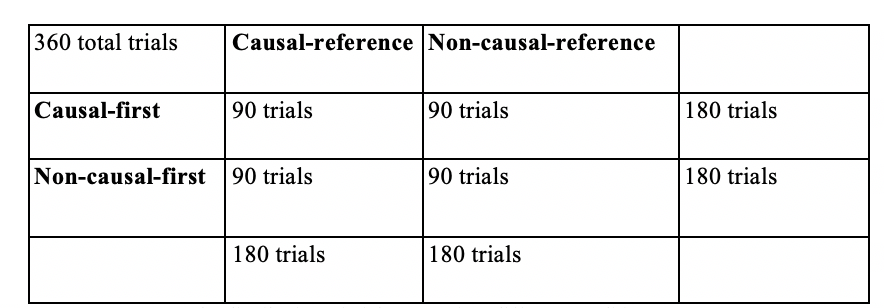 360 total trials Causal-reference Non-causal-reference
Causal-first 90 trials 90 trials 180 trials
Non-causal-first 90 trials 90 trials 180 trials
180 trials 180 trials